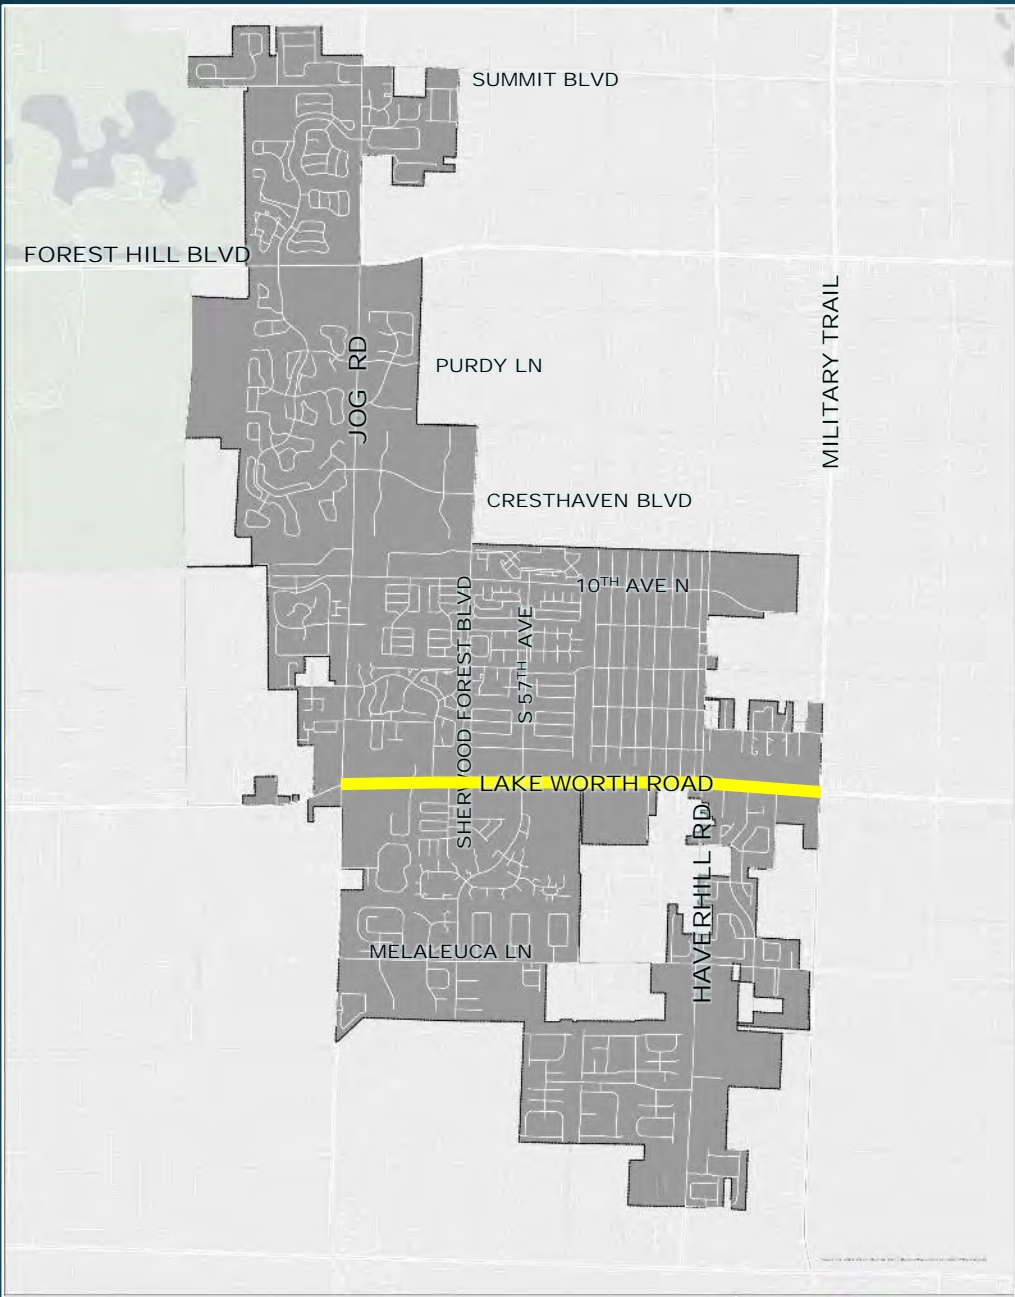 SUMMIT BLVD
FOREST HILL BLVD
MILITARY TRAIL
JOG RD
PURDY LN
CRESTHAVEN BLVD
10TH AVE N
SHERWOOD FOREST BLVD
S 57TH AVE
LAKE WORTH ROAD
HAVERHILL RD
MELALEUCA LN